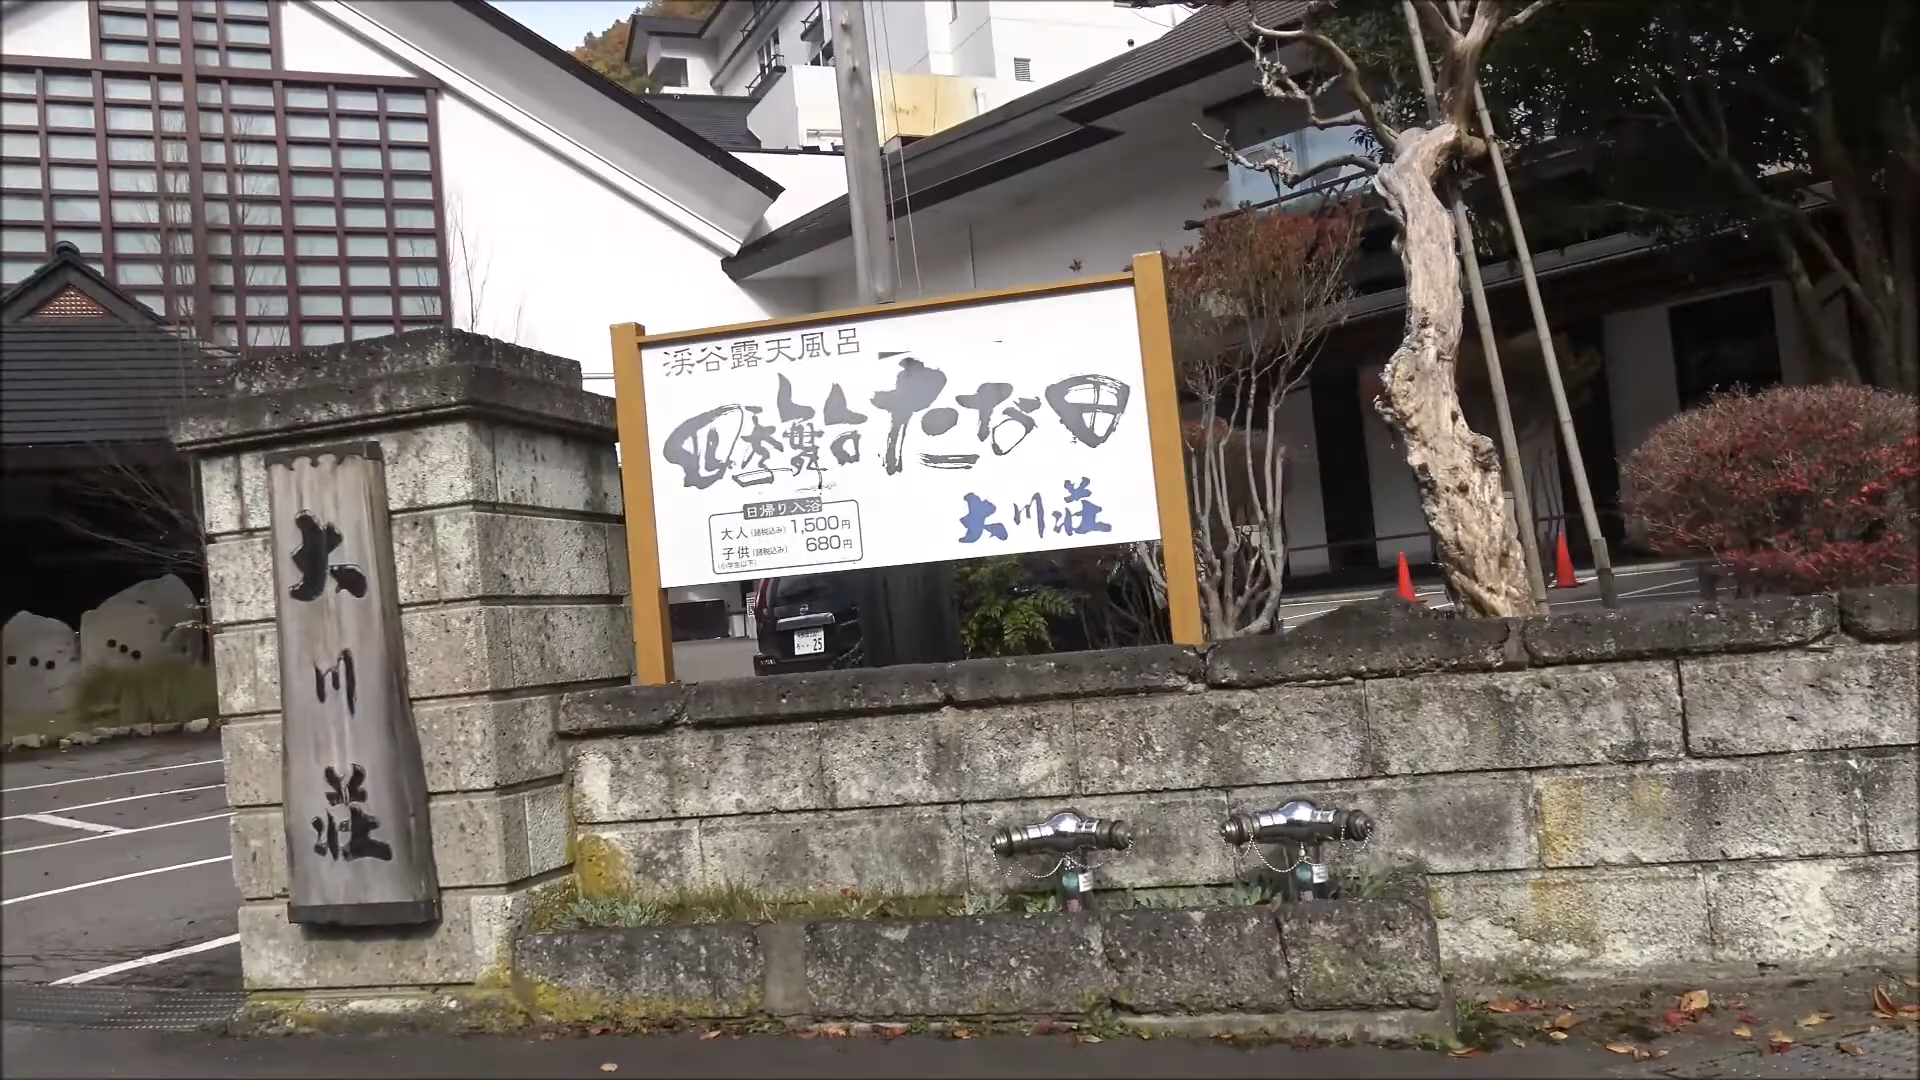 大川荘
渓谷露天風呂
四季舞台たな田
日帰り入浴
大人(諸税込み) 1,500円
子供(諸税込み) 680円
(小学生以下)
大川荘
25